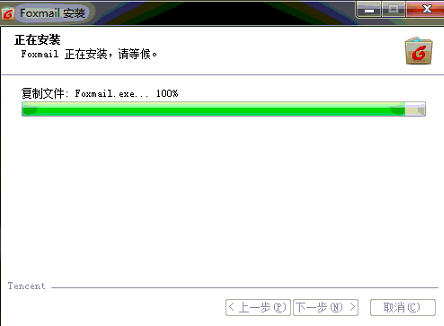 Foxmail 安装
正在安装
Foxmail 正在安装，请等候。
复制文件: Foxmail.exe... 100%
Tencent
< 上一步(P) 下一步(N) > 取消(C)